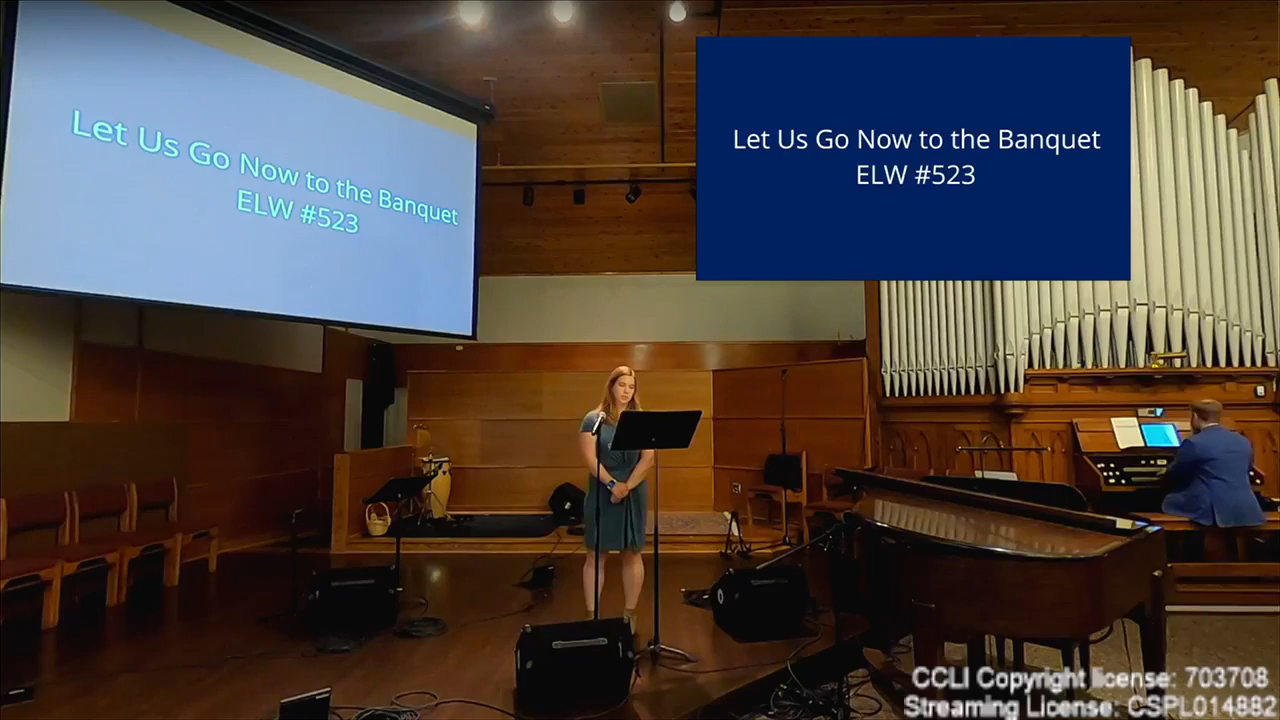 Let Us Go Now to the Banquet
ELW #523
Let Us Go Now to the Banquet
ELW #523
CCLI Copyright license: 703708
Streaming License: CSPL014882